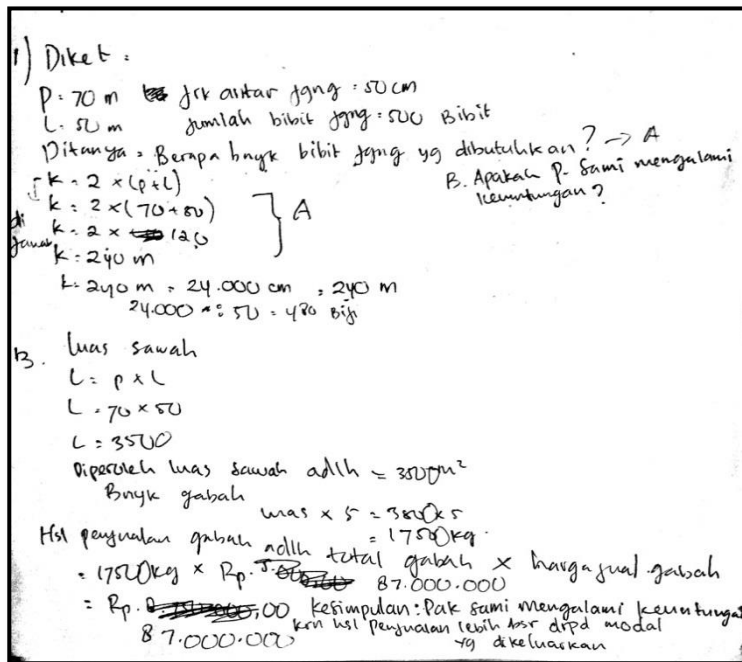 1) Diket :
P = 70 m jrk antar jgng = 50 cm
L = 50 m jumlah bibit jgng = 500 Bibit
Ditanya = Berapa bnyk bibit jgng yg dibutuhkan ? → A
B. Apakah P. Sami mengalami keuntungan ?
di jawab
k = 2 × (p + l)
k = 2 × (70 + 50)
k = 2 × 120
k = 240 m
A
k = 240 m = 24.000 cm = 240 m
24.000 : 50 = 480 Biji
B. luas sawah
L = p × l
L = 70 × 50
L = 3500
Diperoleh luas sawah adlh = 3500 m²
Bnyk gabah
luas × 5 = 3500 × 5
= 17500 kg.
Hsl penjualan gabah adlh total gabah × harga jual gabah
= 17500 kg × Rp. 87.000.000
= Rp. 87.000.000
kesimpulan : Pak Sami mengalami keuntungan
krn hsl penjualan lebih bsr drpd modal
yg dikeluarkan